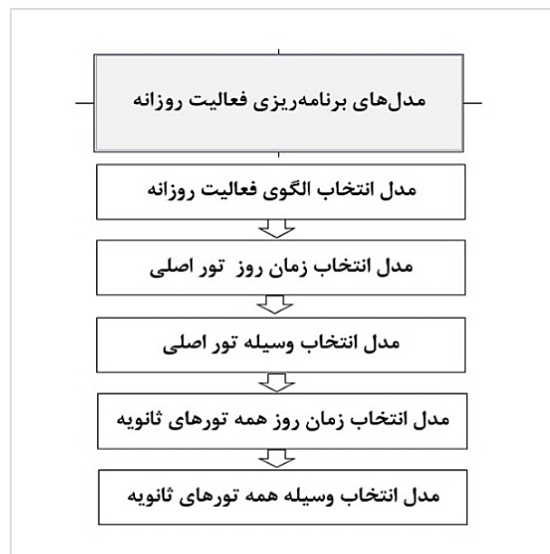 مدل‌های برنامه‌ریزی فعالیت روزانه
مدل انتخاب الگوی فعالیت روزانه
مدل انتخاب زمان روز تور اصلی
مدل انتخاب وسیله تور اصلی
مدل انتخاب زمان روز همه تورهای ثانویه
مدل انتخاب وسیله همه تورهای ثانویه